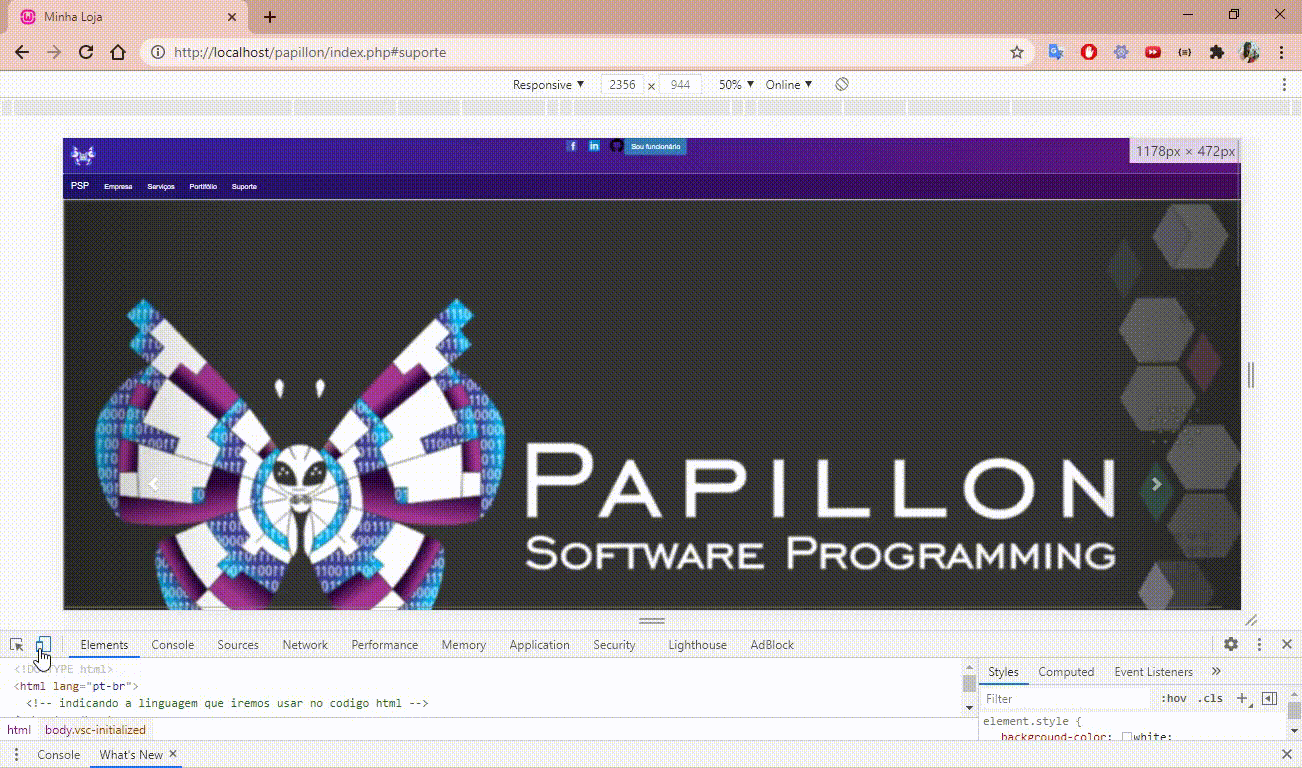 Minha Loja
http://localhost/papillon/index.php#suporte
Responsive 2356 x 944 50% Online
1178px × 472px
Sou funcionário
PSP Empresa Serviços Portifólio Suporte
PAPILLON
SOFTWARE PROGRAMMING
Elements Console Sources Network Performance Memory Application Security Lighthouse AdBlock
<!DOCTYPE html>
<html lang="pt-br">
<!-- indicando a linguagem que iremos usar no codigo html -->
html body.vsc-initialized
Styles Computed Event Listeners »
Filter :hov .cls +
element.style {
background-color: white;
Console What's New